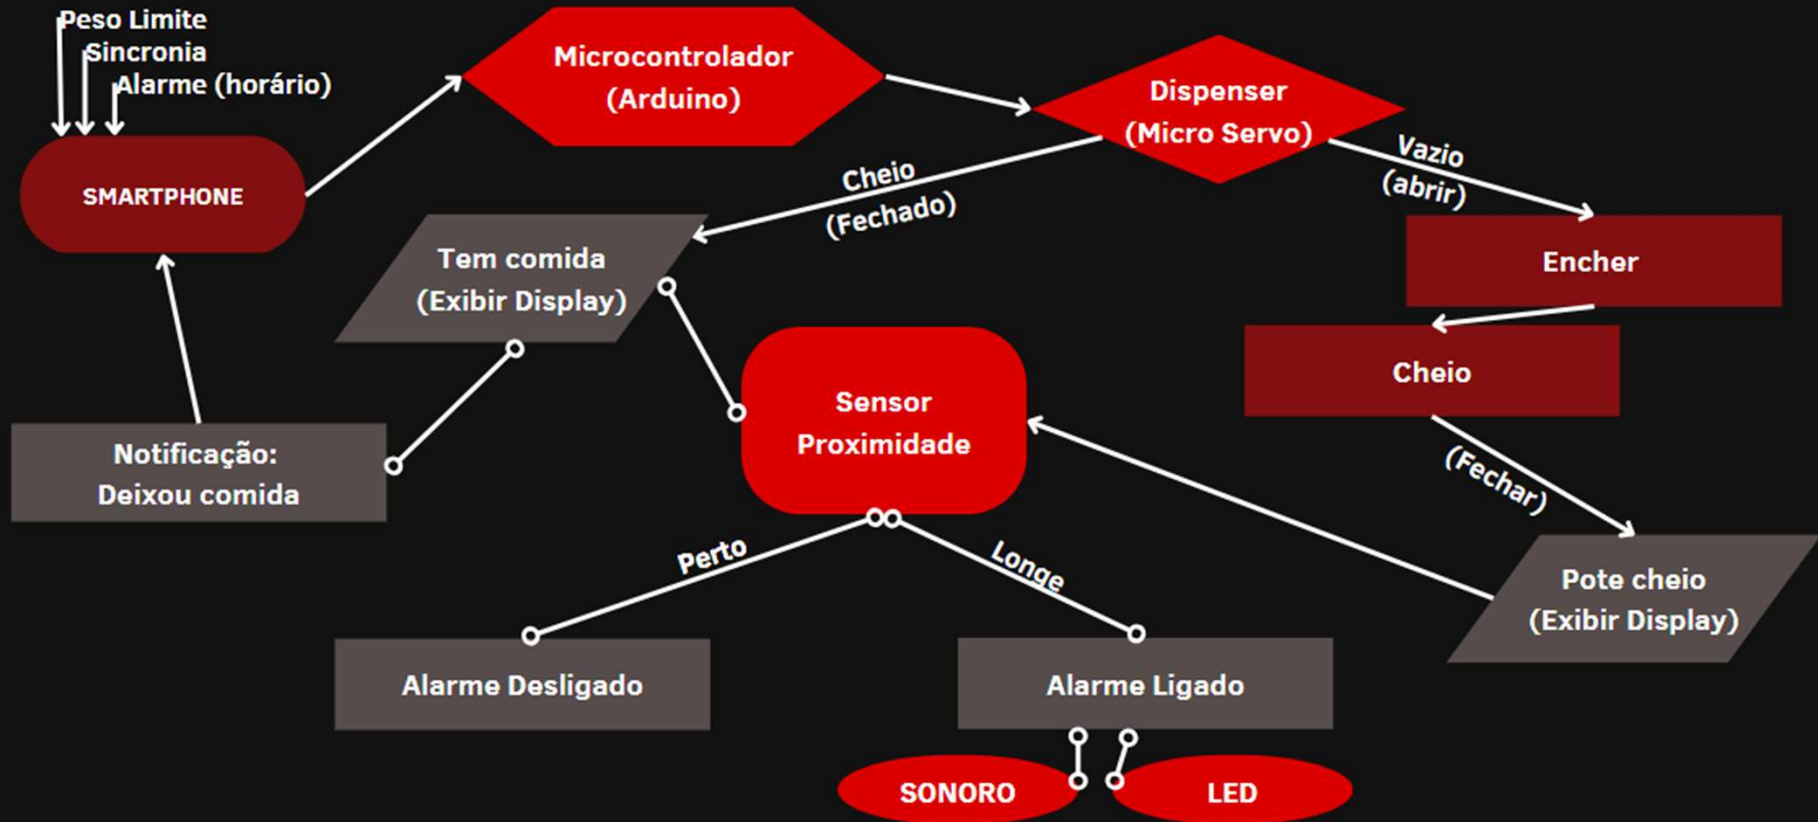 Peso Limite
Sincronia
Alarme (horário)
SMARTPHONE
Microcontrolador
(Arduino)
Dispenser
(Micro Servo)
Cheio
(Fechado)
Vazio
(abrir)
Tem comida
(Exibir Display)
Encher
Cheio
(Fechar)
Sensor
Proximidade
Notificação:
Deixou comida
Perto
Longe
Pote cheio
(Exibir Display)
Alarme Desligado
Alarme Ligado
SONORO
LED